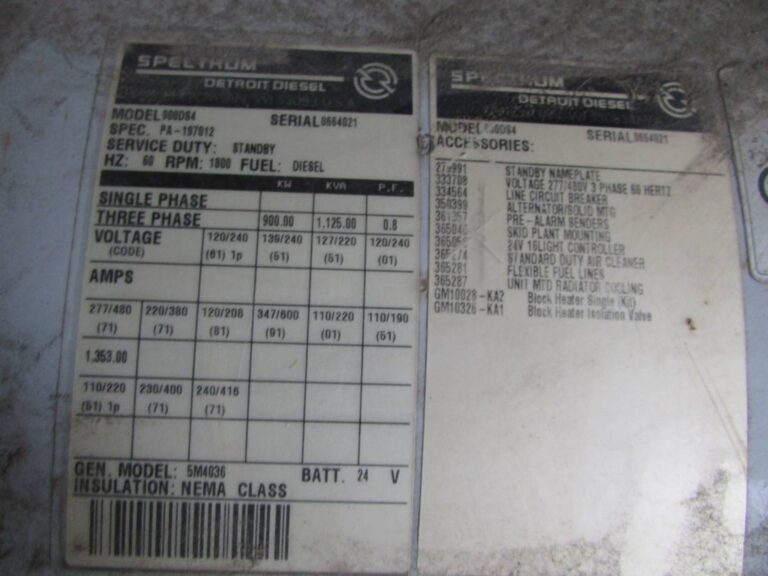 SPECTRUM
DETROIT DIESEL
MODEL 900DS4 SERIAL 0664021
SPEC. PA-197012
SERVICE DUTY: STANDBY
HZ: 60 RPM: 1800 FUEL: DIESEL
KW KVA P.F.
SINGLE PHASE
THREE PHASE 900.00 1,125.00 0.8
VOLTAGE 120/240 139/240 127/220 120/240
(CODE) (61) 1p (51) (51) (01)
AMPS
277/480 220/380 120/208 347/600 110/220 110/190
(71) (71) (81) (91) (01) (51)
1,353.00
110/220 230/400 240/416
(61) 1p (71) (71)
GEN. MODEL: 5M4036 BATT. 24 V
INSULATION: NEMA CLASS
SPECTRUM
DETROIT DIESEL
MODEL 900DS4 SERIAL 0664021
ACCESSORIES:
STANDBY NAMEPLATE
333708 VOLTAGE 277/480V 3 PHASE 60 HERTZ
334564 LINE CIRCUIT BREAKER
350399 ALTERNATOR/SOLID MTG
PRE-ALARM SENDERS
SKID PLANT MOUNTING
24V 16LIGHT CONTROLLER
STANDARD DUTY AIR CLEANER
365281 FLEXIBLE FUEL LINES
365287 UNIT MTD RADIATOR COOLING
GM10028-KA2 Block Heater Single (Kit)
GM10326-KA1 Block Heater Isolation Valve